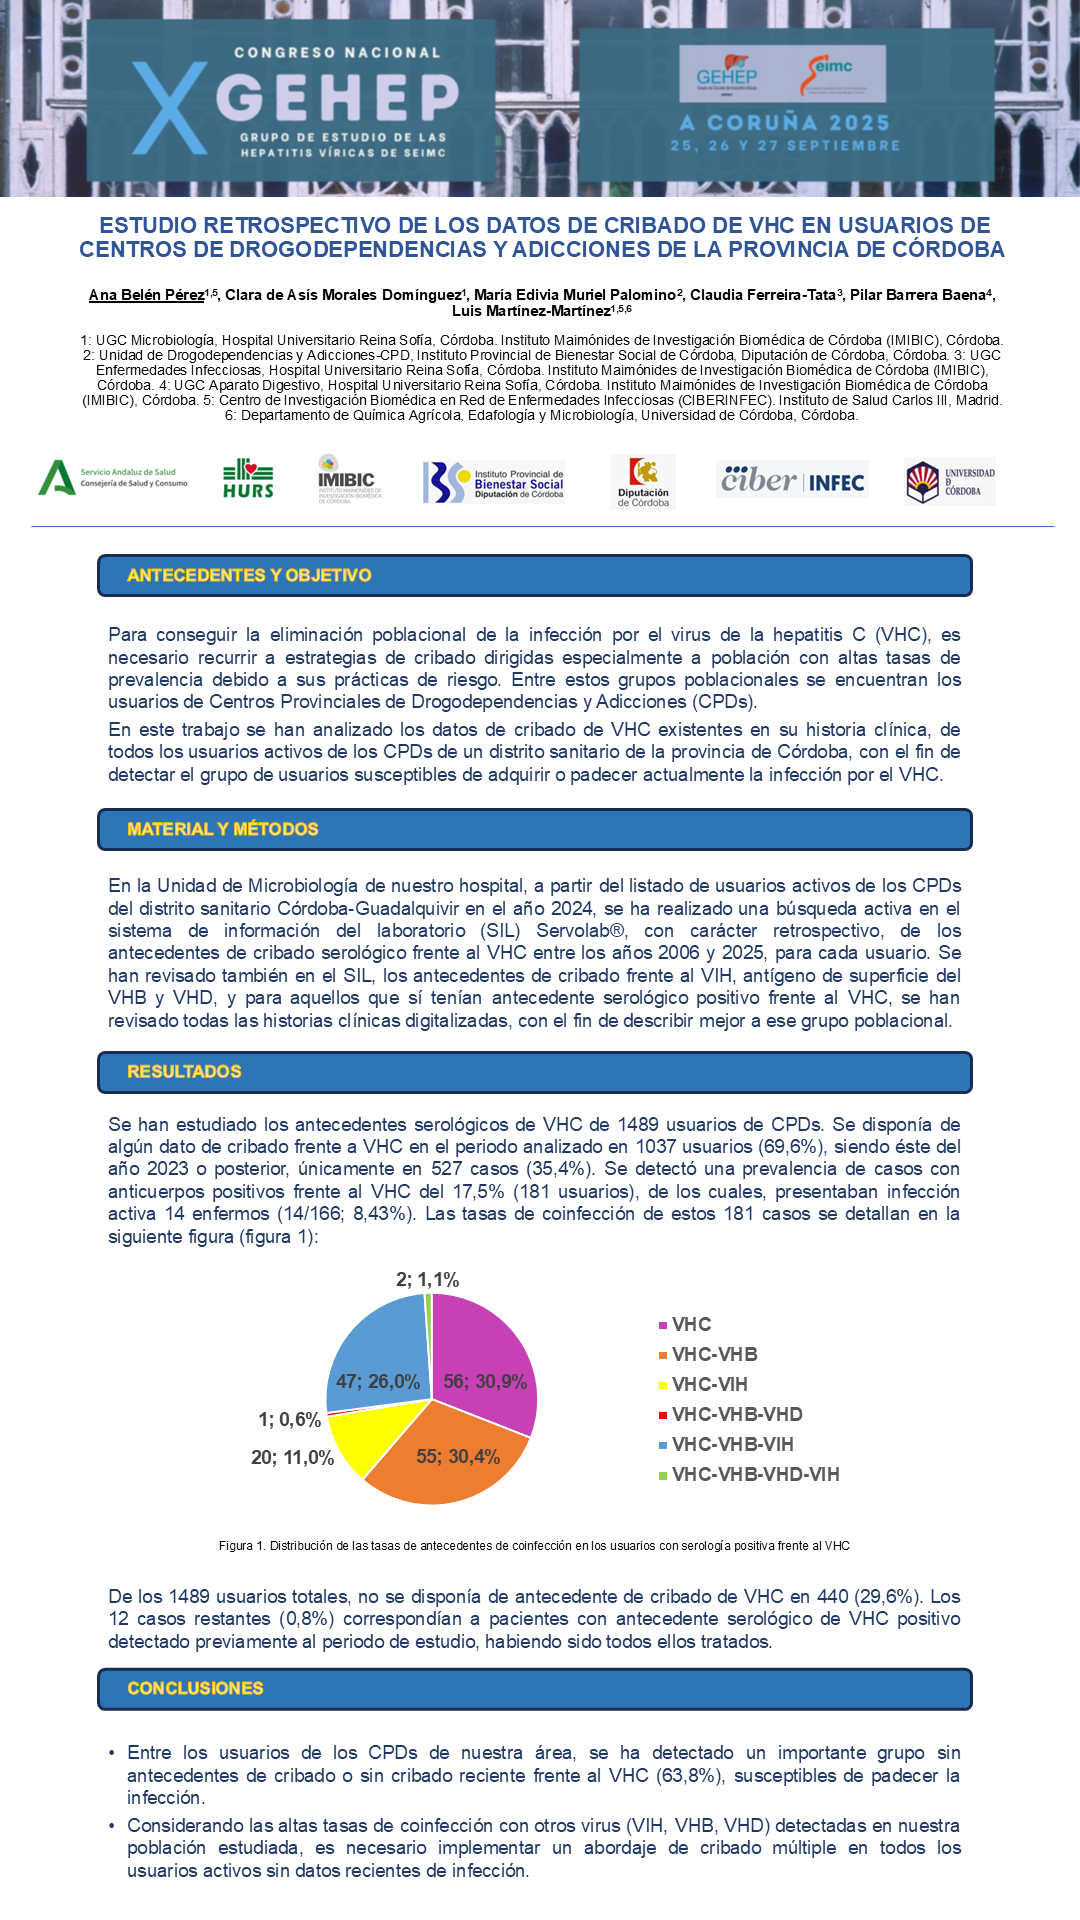 CONGRESO NACIONAL
X GEHEP
GRUPO DE ESTUDIO DE LAS
HEPATITIS VÍRICAS DE SEIMC
GEHEP
seimc
A CORUÑA 2025
25, 26 Y 27 SEPTIEMBRE
ESTUDIO RETROSPECTIVO DE LOS DATOS DE CRIBADO DE VHC EN USUARIOS DE
CENTROS DE DROGODEPENDENCIAS Y ADICCIONES DE LA PROVINCIA DE CÓRDOBA
Ana Belén Pérez1,5, Clara de Asís Morales Domínguez1, María Edivia Muriel Palomino2, Claudia Ferreira-Tata3, Pilar Barrera Baena4,
Luis Martínez-Martínez1,5,6
1: UGC Microbiología, Hospital Universitario Reina Sofía, Córdoba. Instituto Maimónides de Investigación Biomédica de Córdoba (IMIBIC), Córdoba.
2: Unidad de Drogodependencias y Adicciones-CPD, Instituto Provincial de Bienestar Social de Córdoba, Diputación de Córdoba, Córdoba. 3: UGC
Enfermedades Infecciosas, Hospital Universitario Reina Sofía, Córdoba. Instituto Maimónides de Investigación Biomédica de Córdoba (IMIBIC),
Córdoba. 4: UGC Aparato Digestivo, Hospital Universitario Reina Sofía, Córdoba. Instituto Maimónides de Investigación Biomédica de Córdoba
(IMIBIC), Córdoba. 5: Centro de Investigación Biomédica en Red de Enfermedades Infecciosas (CIBERINFEC). Instituto de Salud Carlos III, Madrid.
6: Departamento de Química Agrícola, Edafología y Microbiología, Universidad de Córdoba, Córdoba.
Servicio Andaluz de Salud
Consejería de Salud y Consumo
HURS
IMIBIC
INSTITUTO MAIMÓNIDES DE
INVESTIGACIÓN BIOMÉDICA
DE CÓRDOBA
Instituto Provincial de
Bienestar Social
Diputación de Córdoba
Diputación
de Córdoba
ciber | INFEC
UNIVERSIDAD
D
CÓRDOBA
ANTECEDENTES Y OBJETIVO
Para conseguir la eliminación poblacional de la infección por el virus de la hepatitis C (VHC), es
necesario recurrir a estrategias de cribado dirigidas especialmente a población con altas tasas de
prevalencia debido a sus prácticas de riesgo. Entre estos grupos poblacionales se encuentran los
usuarios de Centros Provinciales de Drogodependencias y Adicciones (CPDs).
En este trabajo se han analizado los datos de cribado de VHC existentes en su historia clínica, de
todos los usuarios activos de los CPDs de un distrito sanitario de la provincia de Córdoba, con el fin de
detectar el grupo de usuarios susceptibles de adquirir o padecer actualmente la infección por el VHC.
MATERIAL Y MÉTODOS
En la Unidad de Microbiología de nuestro hospital, a partir del listado de usuarios activos de los CPDs
del distrito sanitario Córdoba-Guadalquivir en el año 2024, se ha realizado una búsqueda activa en el
sistema de información del laboratorio (SIL) Servolab®, con carácter retrospectivo, de los
antecedentes de cribado serológico frente al VHC entre los años 2006 y 2025, para cada usuario. Se
han revisado también en el SIL, los antecedentes de cribado frente al VIH, antígeno de superficie del
VHB y VHD, y para aquellos que sí tenían antecedente serológico positivo frente al VHC, se han
revisado todas las historias clínicas digitalizadas, con el fin de describir mejor a ese grupo poblacional.
RESULTADOS
Se han estudiado los antecedentes serológicos de VHC de 1489 usuarios de CPDs. Se disponía de
algún dato de cribado frente a VHC en el periodo analizado en 1037 usuarios (69,6%), siendo éste del
año 2023 o posterior, únicamente en 527 casos (35,4%). Se detectó una prevalencia de casos con
anticuerpos positivos frente al VHC del 17,5% (181 usuarios), de los cuales, presentaban infección
activa 14 enfermos (14/166; 8,43%). Las tasas de coinfección de estos 181 casos se detallan en la
siguiente figura (figura 1):
2; 1,1%
47; 26,0%
56; 30,9%
1; 0,6%
20; 11,0%
55; 30,4%
VHC
VHC-VHB
VHC-VIH
VHC-VHB-VHD
VHC-VHB-VIH
VHC-VHB-VHD-VIH
Figura 1. Distribución de las tasas de antecedentes de coinfección en los usuarios con serología positiva frente al VHC
De los 1489 usuarios totales, no se disponía de antecedente de cribado de VHC en 440 (29,6%). Los
12 casos restantes (0,8%) correspondían a pacientes con antecedente serológico de VHC positivo
detectado previamente al periodo de estudio, habiendo sido todos ellos tratados.
CONCLUSIONES
• Entre los usuarios de los CPDs de nuestra área, se ha detectado un importante grupo sin
antecedentes de cribado o sin cribado reciente frente al VHC (63,8%), susceptibles de padecer la
infección.
• Considerando las altas tasas de coinfección con otros virus (VIH, VHB, VHD) detectadas en nuestra
población estudiada, es necesario implementar un abordaje de cribado múltiple en todos los
usuarios activos sin datos recientes de infección.